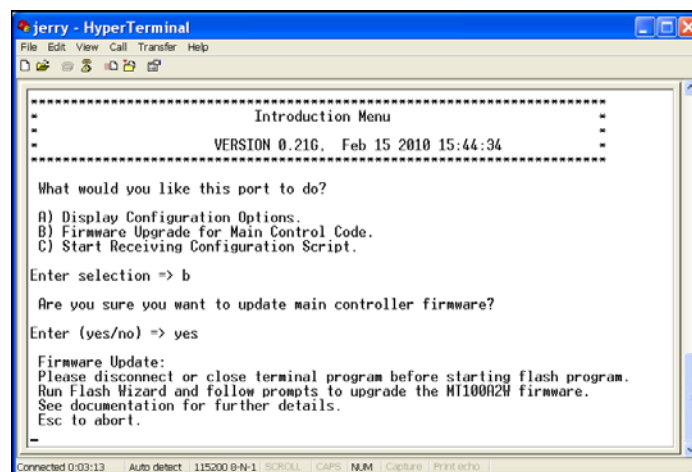 jerry - HyperTerminal
File Edit View Call Transfer Help
Introduction Menu
VERSION 0.21G, Feb 15 2010 15:44:34
What would you like this port to do?
A) Display Configuration Options.
B) Firmware Upgrade for Main Control Code.
C) Start Receiving Configuration Script.
Enter selection => b
Are you sure you want to update main controller firmware?
Enter (yes/no) => yes
Firmware Update:
Please disconnect or close terminal program before starting flash program.
Run Flash Wizard and follow prompts to upgrade the MT100A2W firmware.
See documentation for further details.
Esc to abort.
Connected 0:03:13 Auto detect 115200 8-N-1 SCROLL CAPS NUM Capture Print echo